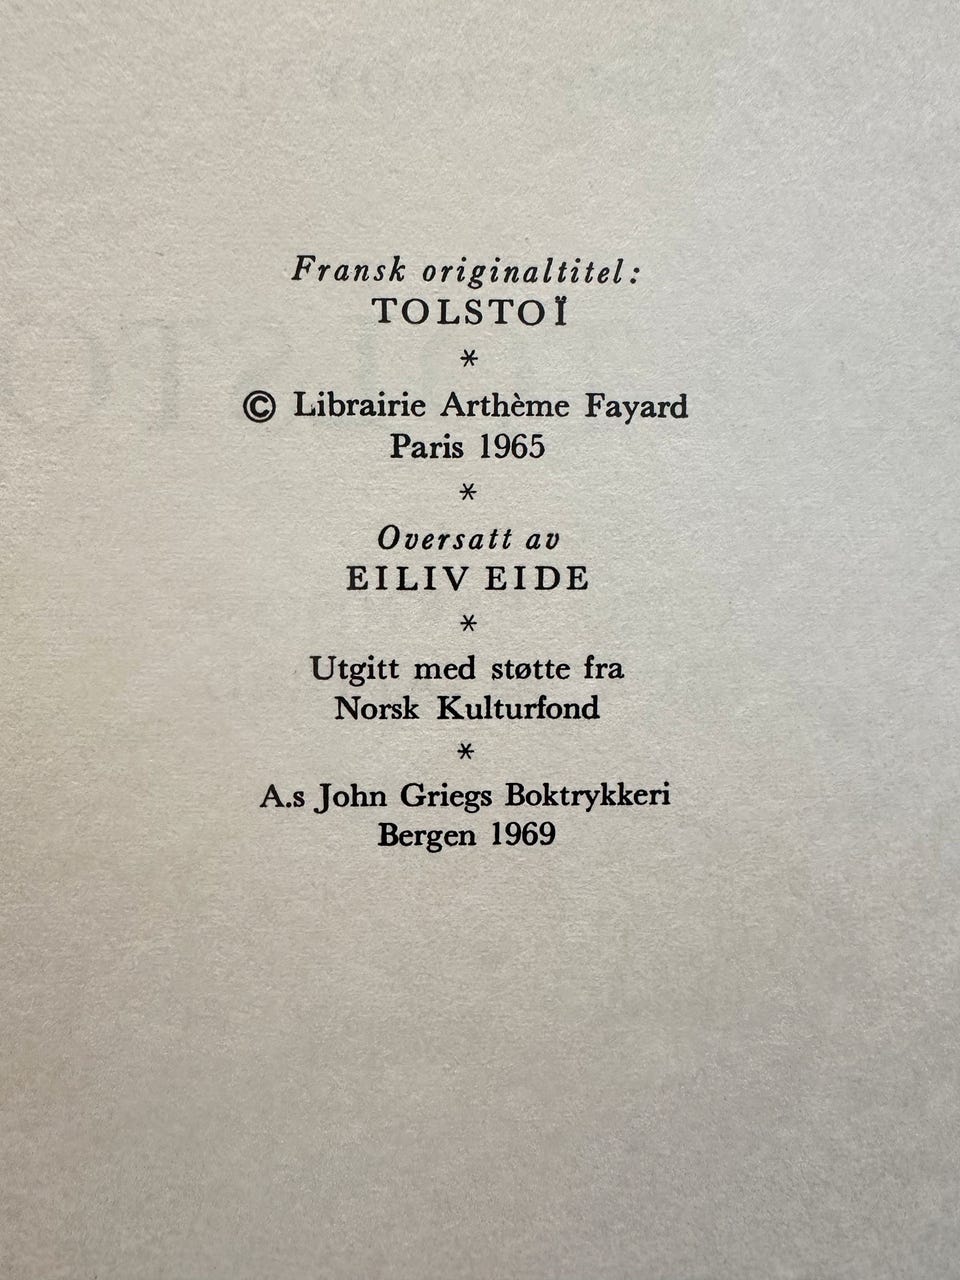 Fransk originaltitel:
TOLSTOÏ
*
© Librairie Arthème Fayard
Paris 1965
*
Oversatt av
EILIV EIDE
*
Utgitt med støtte fra
Norsk Kulturfond
*
A.s John Griegs Boktrykkeri
Bergen 1969